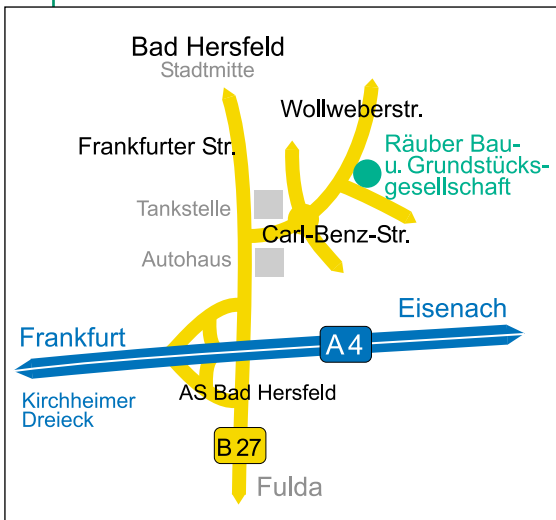 Bad Hersfeld
Stadtmitte
Wollweberstr.
Frankfurter Str.
Räuber Bau-
u. Grundstücks-
gesellschaft
Tankstelle
Carl-Benz-Str.
Autohaus
Eisenach
Frankfurt
A 4
AS Bad Hersfeld
Kirchheimer
Dreieck
B 27
Fulda